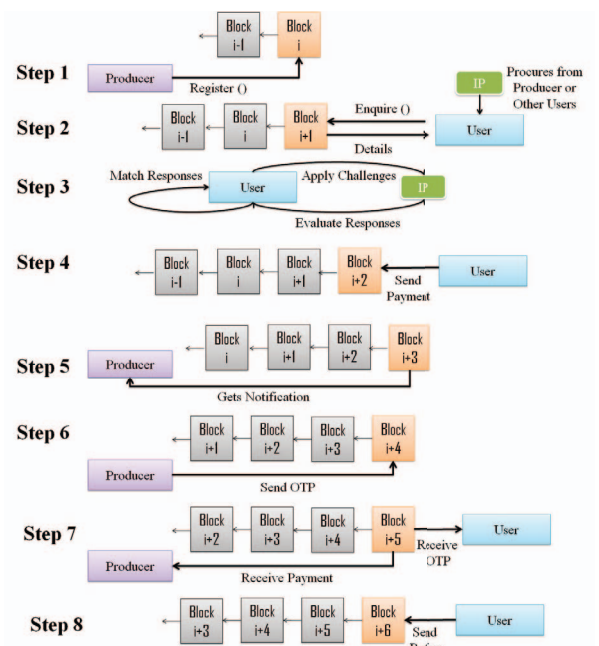 Block
i-1
Block
i
Step 1
Producer
Register ()
IP
Procures from
Producer or
Other Users
Step 2
Block
i-1
Block
i
Block
i+1
Enquire ()
Details
User
Step 3
Match Responses
User
Apply Challenges
IP
Evaluate Responses
Step 4
Block
i-1
Block
i
Block
i+1
Block
i+2
Send
Payment
User
Step 5
Producer
Block
i
Block
i+1
Block
i+2
Block
i+3
Gets Notification
Step 6
Block
i+1
Block
i+2
Block
i+3
Block
i+4
Producer
Send OTP
Step 7
Block
i+2
Block
i+3
Block
i+4
Block
i+5
User
Receive
OTP
Producer
Receive Payment
Step 8
Block
i+3
Block
i+4
Block
i+5
Block
i+6
Send
User